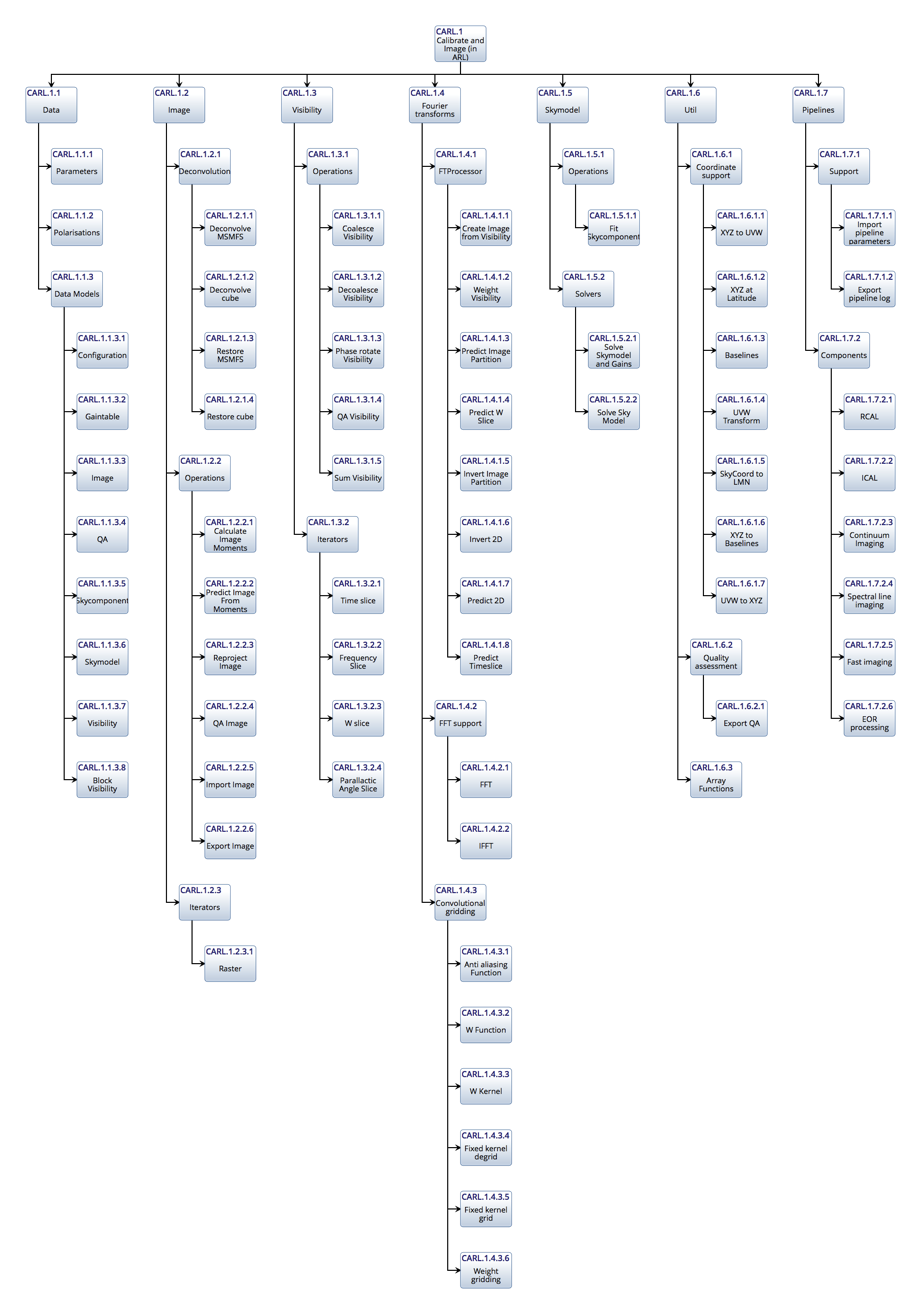 CARL.1
Calibrate and
Image (in
ARL)
CARL.1.1
Data
CARL.1.1.1
Parameters
CARL.1.1.2
Polarisations
CARL.1.1.3
Data Models
CARL.1.1.3.1
Configuration
CARL.1.1.3.2
Gaintable
CARL.1.1.3.3
Image
CARL.1.1.3.4
QA
CARL.1.1.3.5
Skycomponent
CARL.1.1.3.6
Skymodel
CARL.1.1.3.7
Visibility
CARL.1.1.3.8
Block
Visibility
CARL.1.2
Image
CARL.1.2.1
Deconvolution
CARL.1.2.1.1
Deconvolve
MSMFS
CARL.1.2.1.2
Deconvolve
cube
CARL.1.2.1.3
Restore
MSMFS
CARL.1.2.1.4
Restore cube
CARL.1.2.2
Operations
CARL.1.2.2.1
Calculate
Image
Moments
CARL.1.2.2.2
Predict Image
From
Moments
CARL.1.2.2.3
Reproject
Image
CARL.1.2.2.4
QA Image
CARL.1.2.2.5
Import Image
CARL.1.2.2.6
Export Image
CARL.1.2.3
Iterators
CARL.1.2.3.1
Raster
CARL.1.3
Visibility
CARL.1.3.1
Operations
CARL.1.3.1.1
Coalesce
Visibility
CARL.1.3.1.2
Decoalesce
Visibility
CARL.1.3.1.3
Phase rotate
Visibility
CARL.1.3.1.4
QA Visibility
CARL.1.3.1.5
Sum Visibility
CARL.1.3.2
Iterators
CARL.1.3.2.1
Time slice
CARL.1.3.2.2
Frequency
Slice
CARL.1.3.2.3
W slice
CARL.1.3.2.4
Parallactic
Angle Slice
CARL.1.4
Fourier
transforms
CARL.1.4.1
FTProcessor
CARL.1.4.1.1
Create Image
from Visibility
CARL.1.4.1.2
Weight
Visibility
CARL.1.4.1.3
Predict Image
Partition
CARL.1.4.1.4
Predict W
Slice
CARL.1.4.1.5
Invert Image
Partition
CARL.1.4.1.6
Invert 2D
CARL.1.4.1.7
Predict 2D
CARL.1.4.1.8
Predict
Timeslice
CARL.1.4.2
FFT support
CARL.1.4.2.1
FFT
CARL.1.4.2.2
IFFT
CARL.1.4.3
Convolutional
gridding
CARL.1.4.3.1
Anti aliasing
Function
CARL.1.4.3.2
W Function
CARL.1.4.3.3
W Kernel
CARL.1.4.3.4
Fixed kernel
degrid
CARL.1.4.3.5
Fixed kernel
grid
CARL.1.4.3.6
Weight
gridding
CARL.1.5
Skymodel
CARL.1.5.1
Operations
CARL.1.5.1.1
Fit
Skycomponent
CARL.1.5.2
Solvers
CARL.1.5.2.1
Solve
Skymodel
and Gains
CARL.1.5.2.2
Solve Sky
Model
CARL.1.6
Util
CARL.1.6.1
Coordinate
support
CARL.1.6.1.1
XYZ to UVW
CARL.1.6.1.2
XYZ at
Latitude
CARL.1.6.1.3
Baselines
CARL.1.6.1.4
UVW
Transform
CARL.1.6.1.5
SkyCoord to
LMN
CARL.1.6.1.6
XYZ to
Baselines
CARL.1.6.1.7
UVW to XYZ
CARL.1.6.2
Quality
assessment
CARL.1.6.2.1
Export QA
CARL.1.6.3
Array
Functions
CARL.1.7
Pipelines
CARL.1.7.1
Support
CARL.1.7.1.1
Import
pipeline
parameters
CARL.1.7.1.2
Export
pipeline log
CARL.1.7.2
Components
CARL.1.7.2.1
RCAL
CARL.1.7.2.2
ICAL
CARL.1.7.2.3
Continuum
Imaging
CARL.1.7.2.4
Spectral line
imaging
CARL.1.7.2.5
Fast imaging
CARL.1.7.2.6
EOR
processing